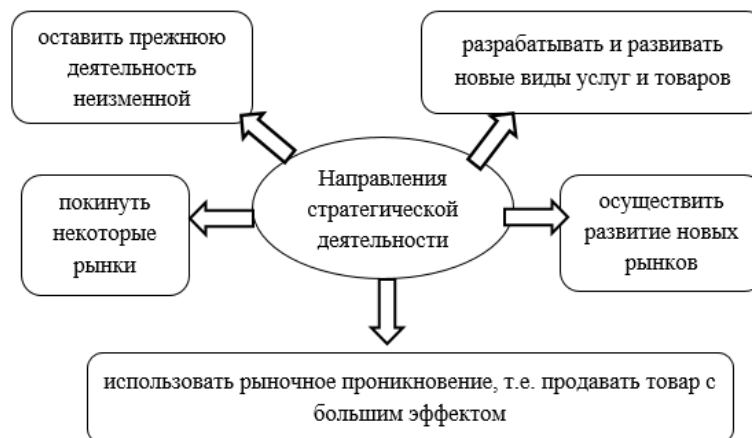 оставить прежнюю
деятельность
неизменной
разрабатывать и развивать
новые виды услуг и товаров
Направления
стратегической
деятельности
покинуть
некоторые
рынки
осуществить
развитие новых
рынков
использовать рыночное проникновение, т.е. продавать товар с
большим эффектом